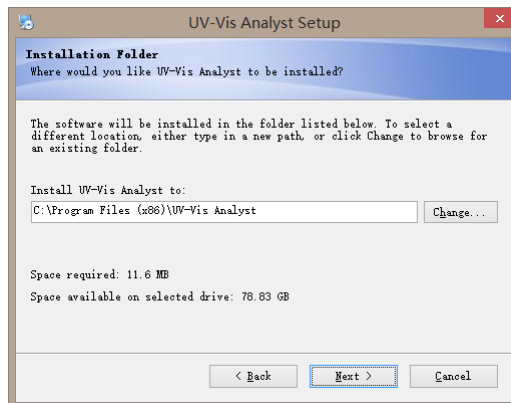 UV-Vis Analyst Setup
Installation Folder
Where would you like UV-Vis Analyst to be installed?
The software will be installed in the folder listed below. To select a
different location, either type in a new path, or click Change to browse for
an existing folder.
Install UV-Vis Analyst to:
C:\Program Files (x86)\UV-Vis Analyst
Change...
Space required: 11.6 MB
Space available on selected drive: 78.83 GB
< Back
Next >
Cancel